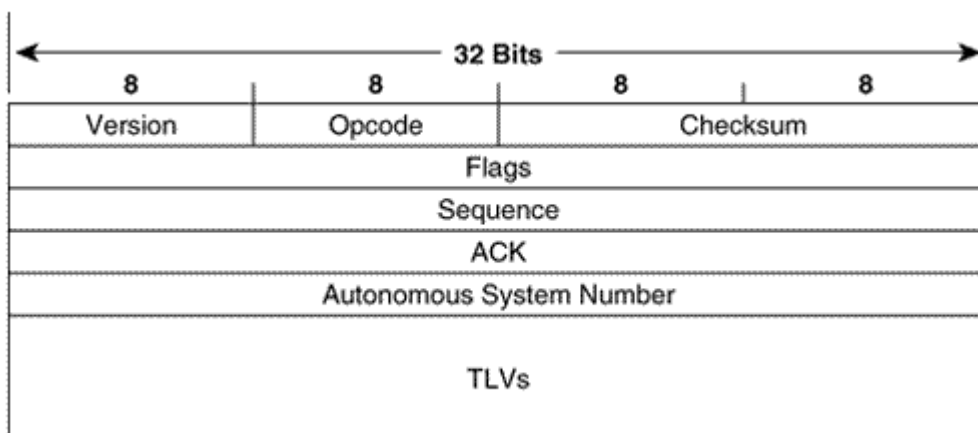 32 Bits
8 8 8 8
Version Opcode Checksum
Flags
Sequence
ACK
Autonomous System Number
TLVs